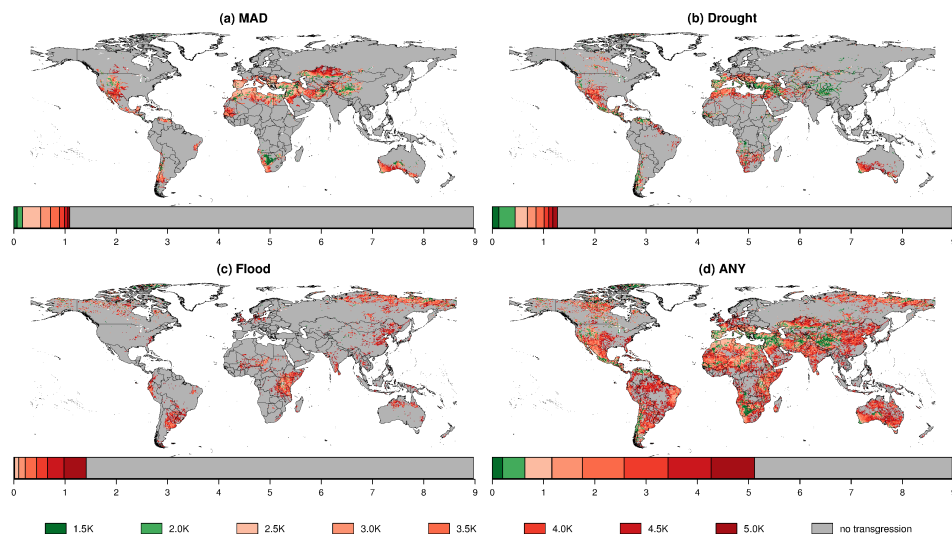 (a) MAD
(b) Drought
0 1 2 3 4 5 6 7 8 9
0 1 2 3 4 5 6 7 8 9
(c) Flood
(d) ANY
0 1 2 3 4 5 6 7 8 9
0 1 2 3 4 5 6 7 8
1.5K 2.0K 2.5K 3.0K 3.5K 4.0K 4.5K 5.0K no transgression